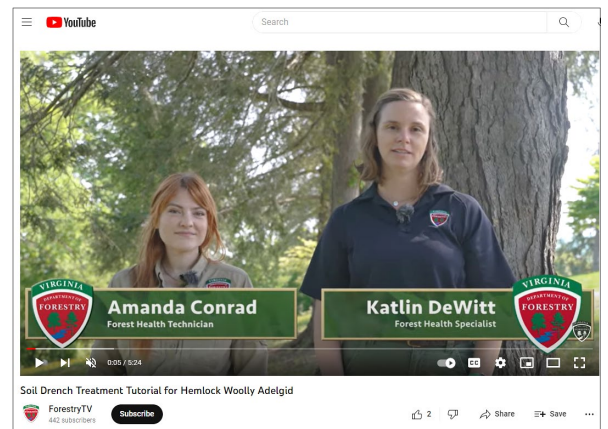 YouTube
Search
VIRGINIA
DEPARTMENT OF
FORESTRY
Amanda Conrad
Forest Health Technician
Katlin DeWitt
Forest Health Specialist
VIRGINIA
DEPARTMENT OF
FORESTRY
0:05 / 5:24
CC
Soil Drench Treatment Tutorial for Hemlock Woolly Adelgid
ForestryTV
442 subscribers
Subscribe
2
Share
Save